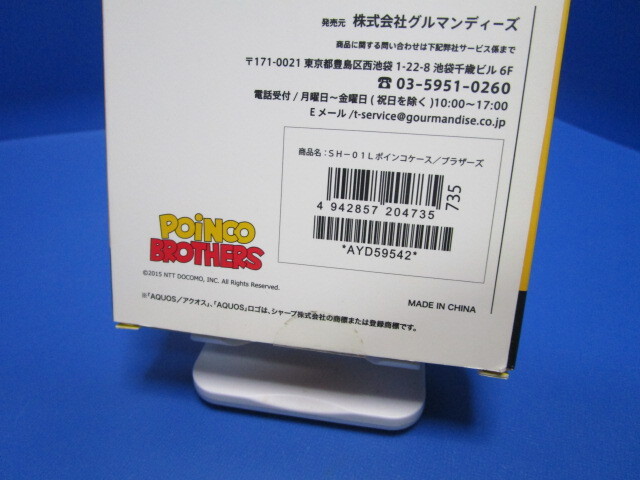 発売元 株式会社グルマンディーズ
商品に関する問い合わせは下記弊社サービス係まで
〒171-0021 東京都豊島区西池袋 1-22-8 池袋千歳ビル 6F
☎ 03-5951-0260
電話受付 / 月曜日～金曜日 ( 祝日を除く )10:00～17:00
E メール /t-service@gourmandise.co.jp
商品名：ＳＨ－０１Ｌポインコケース／ブラザーズ
4 942857 204735
735
*AYD59542*
POiNCO
BROTHERS
©2015 NTT DOCOMO, INC. All Rights Reserved.
MADE IN CHINA
※「AQUOS／アクオス」、「AQUOS」ロゴは、シャープ株式会社の商標または登録商標です。